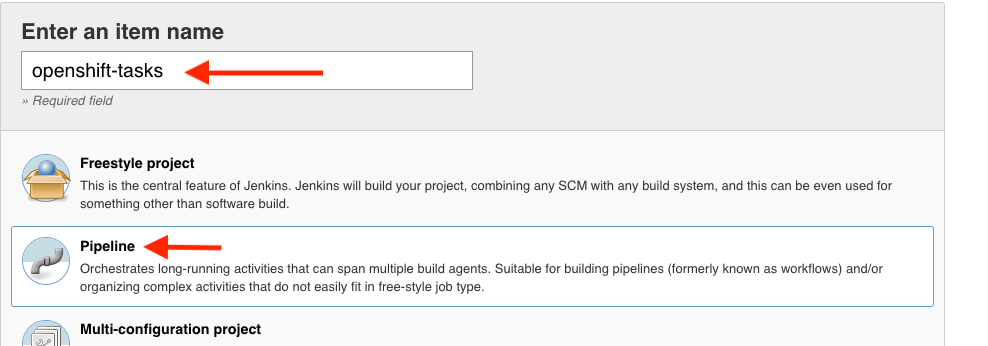 Enter an item name
openshift-tasks
» Required field
Freestyle project
This is the central feature of Jenkins. Jenkins will build your project, combining any SCM with any build system, and this can be even used for
something other than software build.
Pipeline
Orchestrates long-running activities that can span multiple build agents. Suitable for building pipelines (formerly known as workflows) and/or
organizing complex activities that do not easily fit in free-style job type.
Multi-configuration project